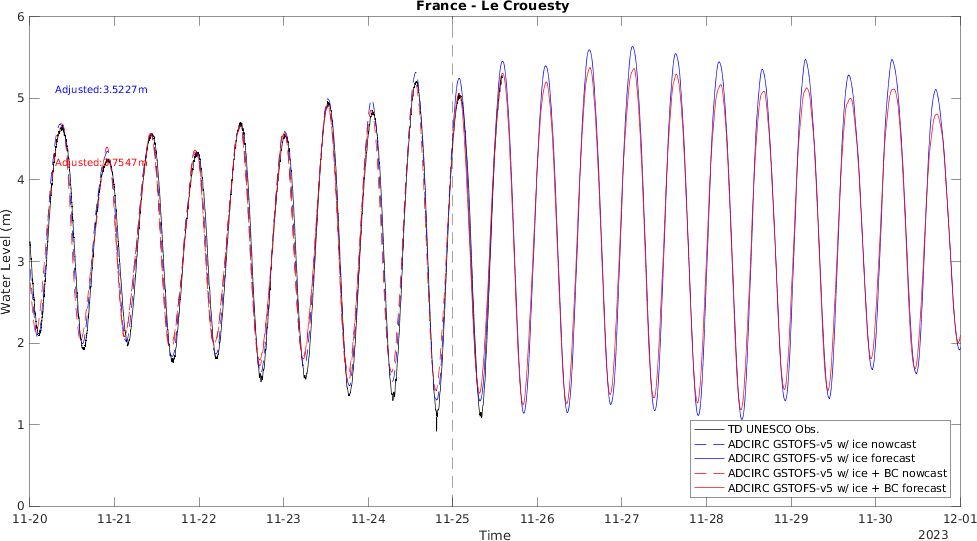 France - Le Crouesty
6
5
4
3
2
1
0
Water Level (m)
Adjusted:3.5227m
Adjusted:3.7547m
TD UNESCO Obs.
ADCIRC GSTOFS-v5 w/ ice nowcast
ADCIRC GSTOFS-v5 w/ ice forecast
ADCIRC GSTOFS-v5 w/ ice + BC nowcast
ADCIRC GSTOFS-v5 w/ ice + BC forecast
11-20 11-21 11-22 11-23 11-24 11-25 11-26 11-27 11-28 11-29 11-30 12-01
Time
2023